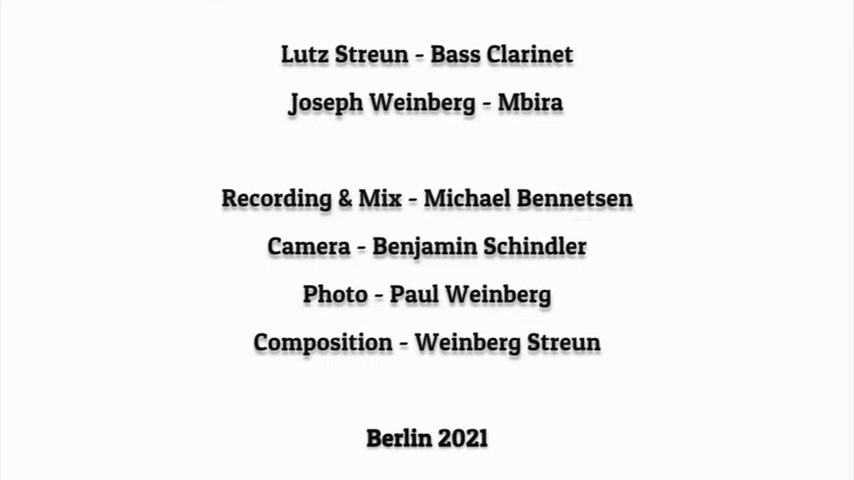 Lutz Streun - Bass Clarinet
Joseph Weinberg - Mbira
Recording & Mix - Michael Bennetsen
Camera - Benjamin Schindler
Photo - Paul Weinberg
Composition - Weinberg Streun
Berlin 2021